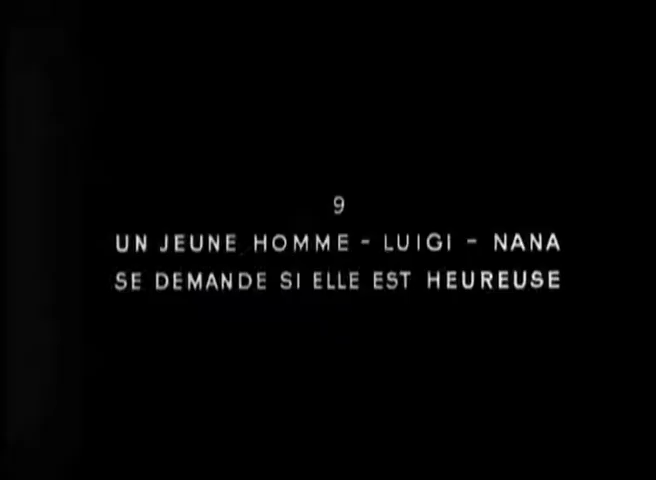 9
UN JEUNE HOMME - LUIGI - NANA
SE DEMANDE SI ELLE EST HEUREUSE